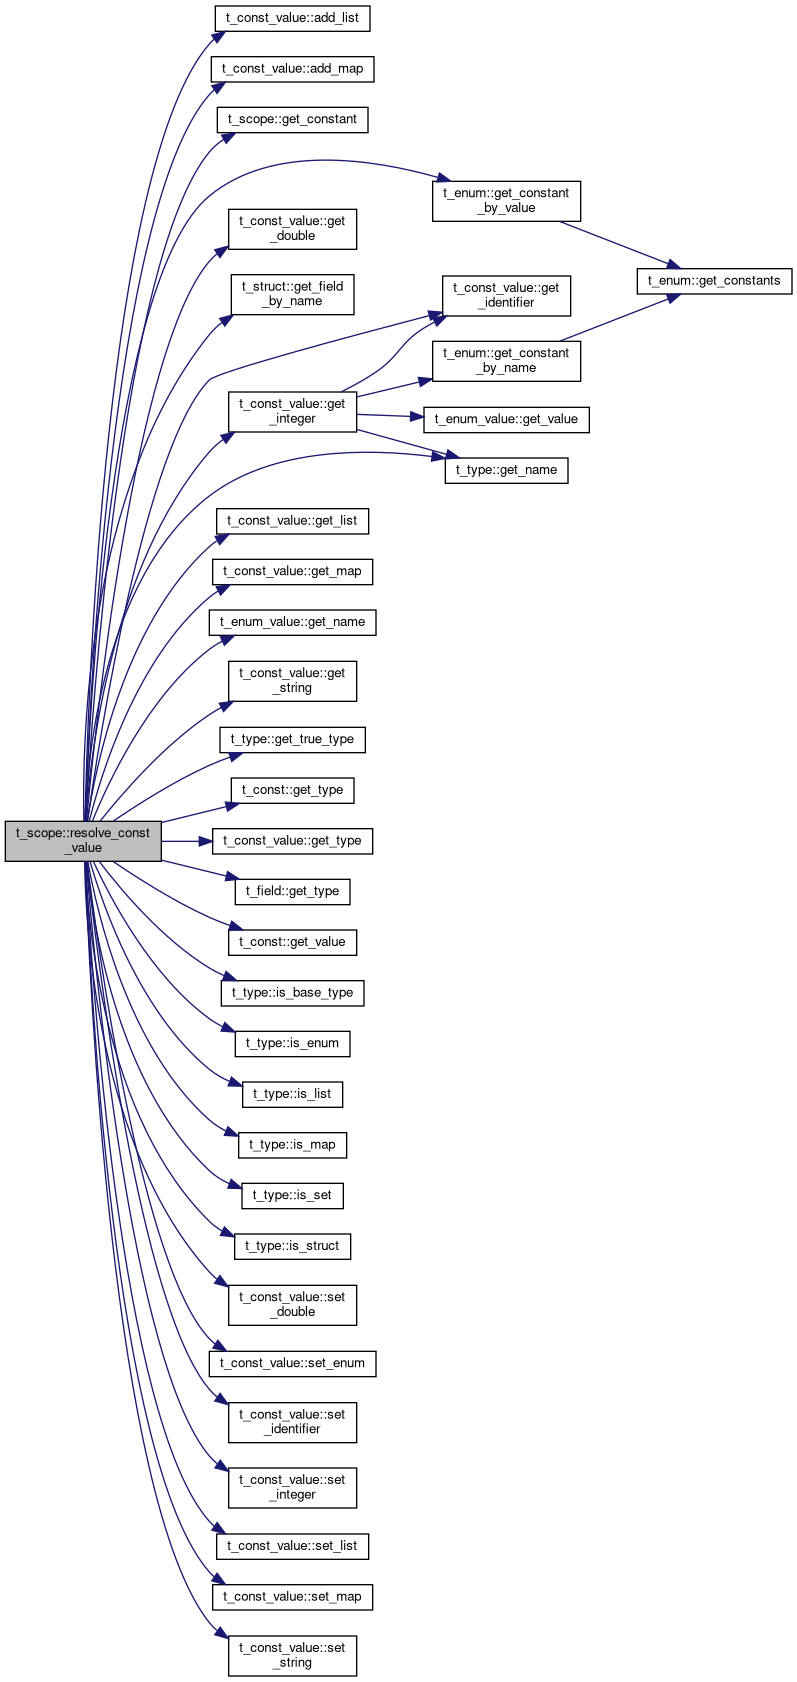 t_const_value::add_list
t_const_value::add_map
t_scope::get_constant
t_enum::get_constant
_by_value
t_const_value::get
_double
t_enum::get_constants
t_struct::get_field
_by_name
t_const_value::get
_identifier
t_enum::get_constant
_by_name
t_const_value::get
_integer
t_enum_value::get_value
t_type::get_name
t_const_value::get_list
t_const_value::get_map
t_enum_value::get_name
t_const_value::get
_string
t_type::get_true_type
t_const::get_type
t_scope::resolve_const
_value
t_const_value::get_type
t_field::get_type
t_const::get_value
t_type::is_base_type
t_type::is_enum
t_type::is_list
t_type::is_map
t_type::is_set
t_type::is_struct
t_const_value::set
_double
t_const_value::set_enum
t_const_value::set
_identifier
t_const_value::set
_integer
t_const_value::set_list
t_const_value::set_map
t_const_value::set
_string